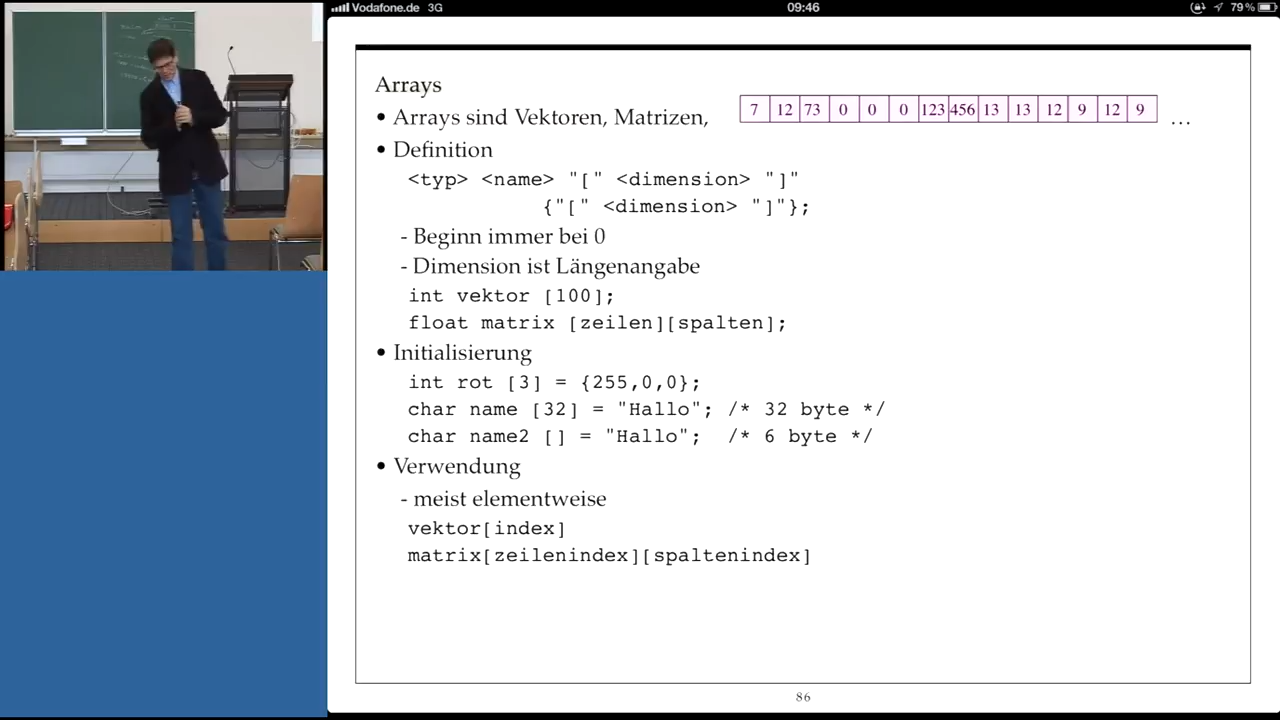 Vodafone.de 3G 09:46 79 %
Arrays
• Arrays sind Vektoren, Matrizen, 7 12 73 0 0 0 123 456 13 13 12 9 12 9 ...
• Definition
<typ> <name> "[" <dimension> "]"
{"[" <dimension> "]"};
- Beginn immer bei 0
- Dimension ist Längenangabe
int vektor [100];
float matrix [zeilen][spalten];
• Initialisierung
int rot [3] = {255,0,0};
char name [32] = "Hallo"; /* 32 byte */
char name2 [] = "Hallo"; /* 6 byte */
• Verwendung
- meist elementweise
vektor[index]
matrix[zeilenindex][spaltenindex]
86